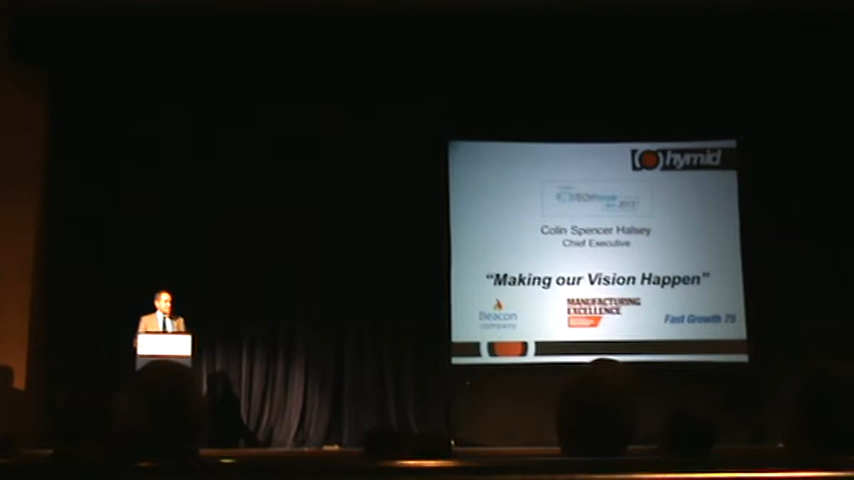 hymid
Colin Spencer Halsey
Chief Executive
“Making our Vision Happen”
Beacon
company
MANUFACTURING
EXCELLENCE
Fast Growth 75